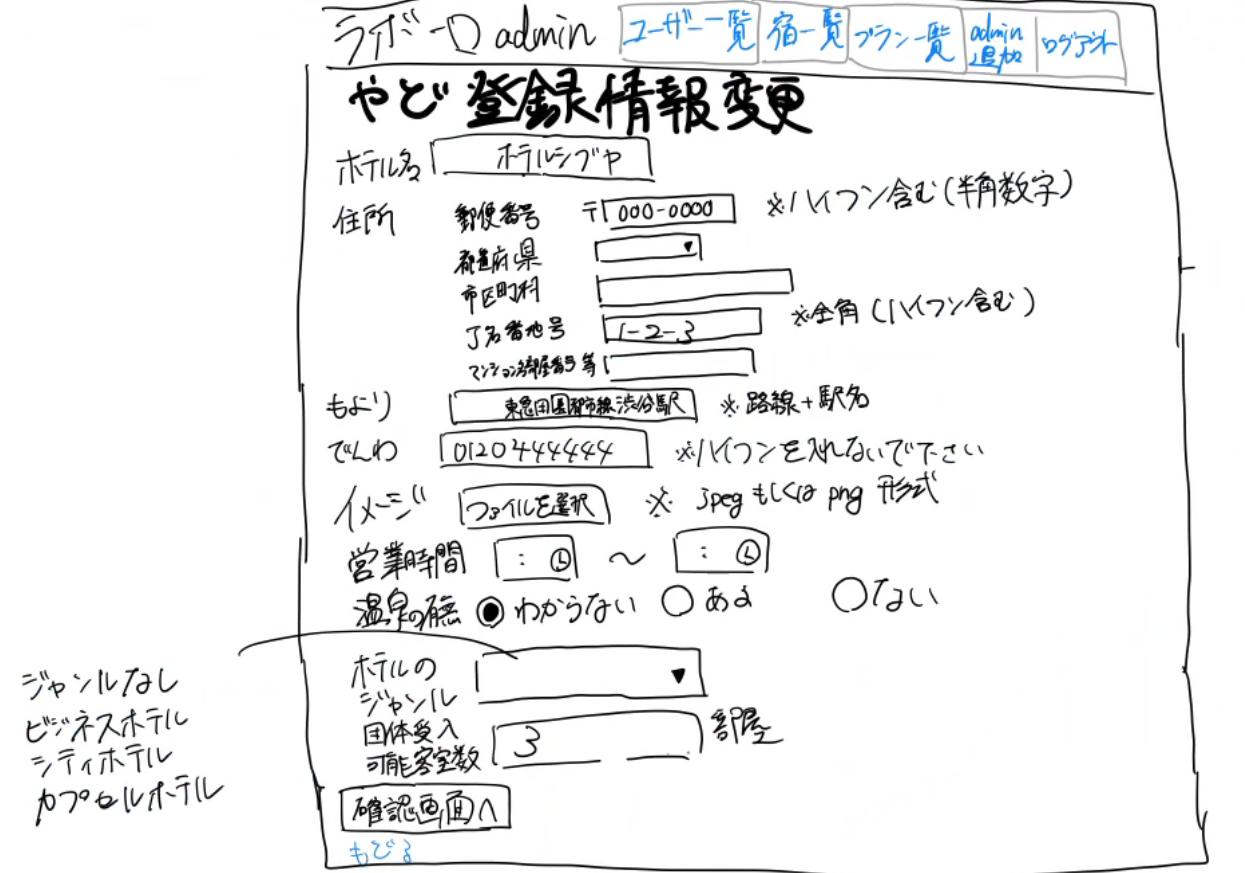 ライボーロ admin ユーザー一覧 宿一覧 プラン一覧 admin追加 ログアウト
やど登録情報変更
ホテル名 ホテルシブヤ
住所 郵便番号 〒 000-0000 ※ハイフン含む(半角数字)
都道府県
市区町村
丁名番地号 1-2-3 ※全角(ハイフン含む)
マンション名部屋番号等
もより 東急田園都市線渋谷駅 ※路線+駅名
でんわ 0120444444 ※ハイフンを入れないで下さい
イメージ ファイルを選択 ※ jpegもしくは png 形式
営業時間 : 〜 :
温泉の有無 わからない ある ない
ホテルの
ジャンル
ジャンルなし
ビジネスホテル
シティホテル
カプセルホテル
団体受入
可能客室数 3 部屋
確認画面へ
もどる